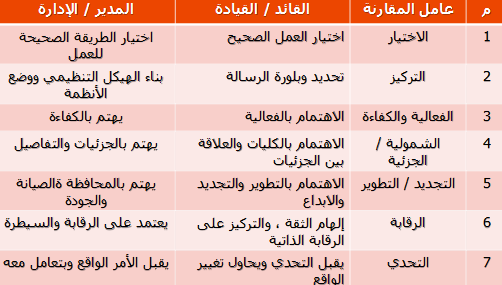 م عامل المقارنة القائد / القيادة المدير / الإدارة
1 الاختيار اختيار العمل الصحيح اختيار الطريقة الصحيحة
للعمل
2 التركيز تحديد وبلورة الرسالة بناء الهيكل التنظيمي ووضع
الأنظمة
3 الفعالية والكفاءة الاهتمام بالفعالية يهتم بالكفاءة
4 الشمولية / الاهتمام بالكليات والعلاقة يهتم بالجزئيات والتفاصيل
الجزئية بين الجزئيات
5 التجديد / التطوير الاهتمام بالتطوير والتجديد يهتم بالمحافظة ةالصيانة
والابداع والجودة
6 الرقابة إلهام الثقة ، والتركيز على يعتمد على الرقابة والسيطرة
الرقابة الذاتية
7 التحدي يقبل التحدي ويحاول تغيير يقبل الأمر الواقع ويتعامل معه
الواقع